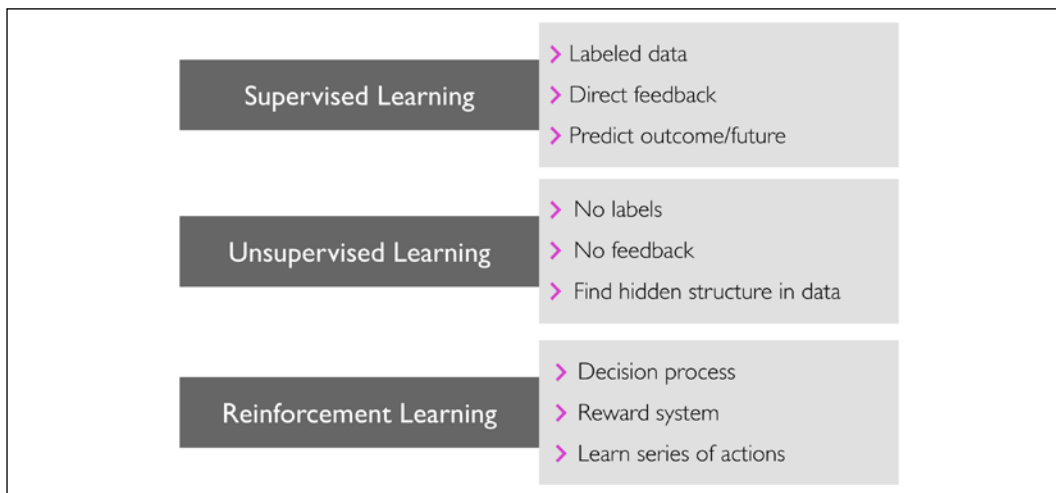 Supervised Learning
Labeled data
Direct feedback
Predict outcome/future
Unsupervised Learning
No labels
No feedback
Find hidden structure in data
Reinforcement Learning
Decision process
Reward system
Learn series of actions